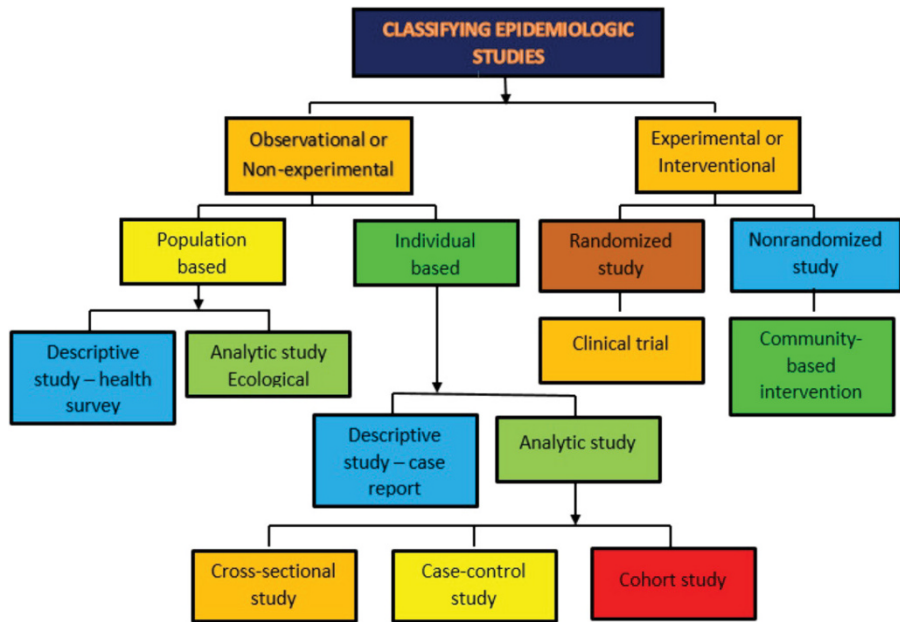 CLASSIFYING EPIDEMIOLOGIC
STUDIES
Observational or
Non-experimental
Experimental or
Interventional
Population
based
Individual
based
Randomized
study
Nonrandomized
study
Descriptive
study – health
survey
Analytic study
Ecological
Clinical trial
Community-
based
intervention
Descriptive
study – case
report
Analytic study
Cross-sectional
study
Case-control
study
Cohort study